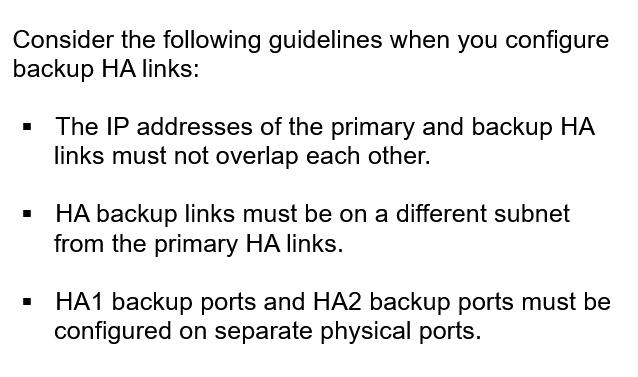 Consider the following guidelines when you configure
backup HA links:
▪ The IP addresses of the primary and backup HA
links must not overlap each other.
▪ HA backup links must be on a different subnet
from the primary HA links.
▪ HA1 backup ports and HA2 backup ports must be
configured on separate physical ports.